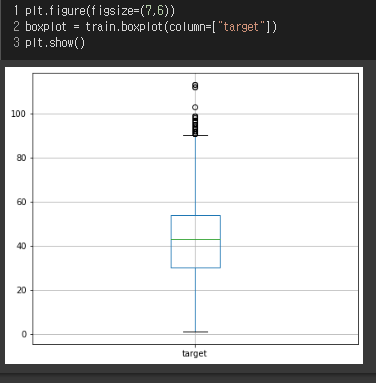 1 plt.figure(figsize=(7,6))
2 boxplot = train.boxplot(column=["target"])
3 plt.show()
100
80
60
40
20
0
target